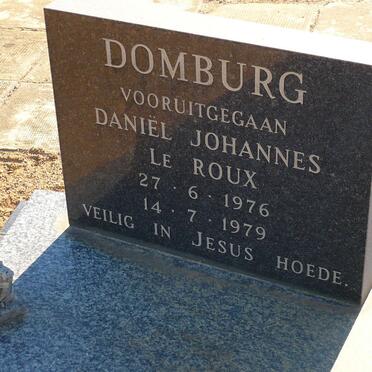 DOMBURG
VOORUITGEGAAN
DANIËL JOHANNES
LE ROUX
27 · 6 · 1976
14 · 7 · 1979
VEILIG IN JESUS HOEDE.